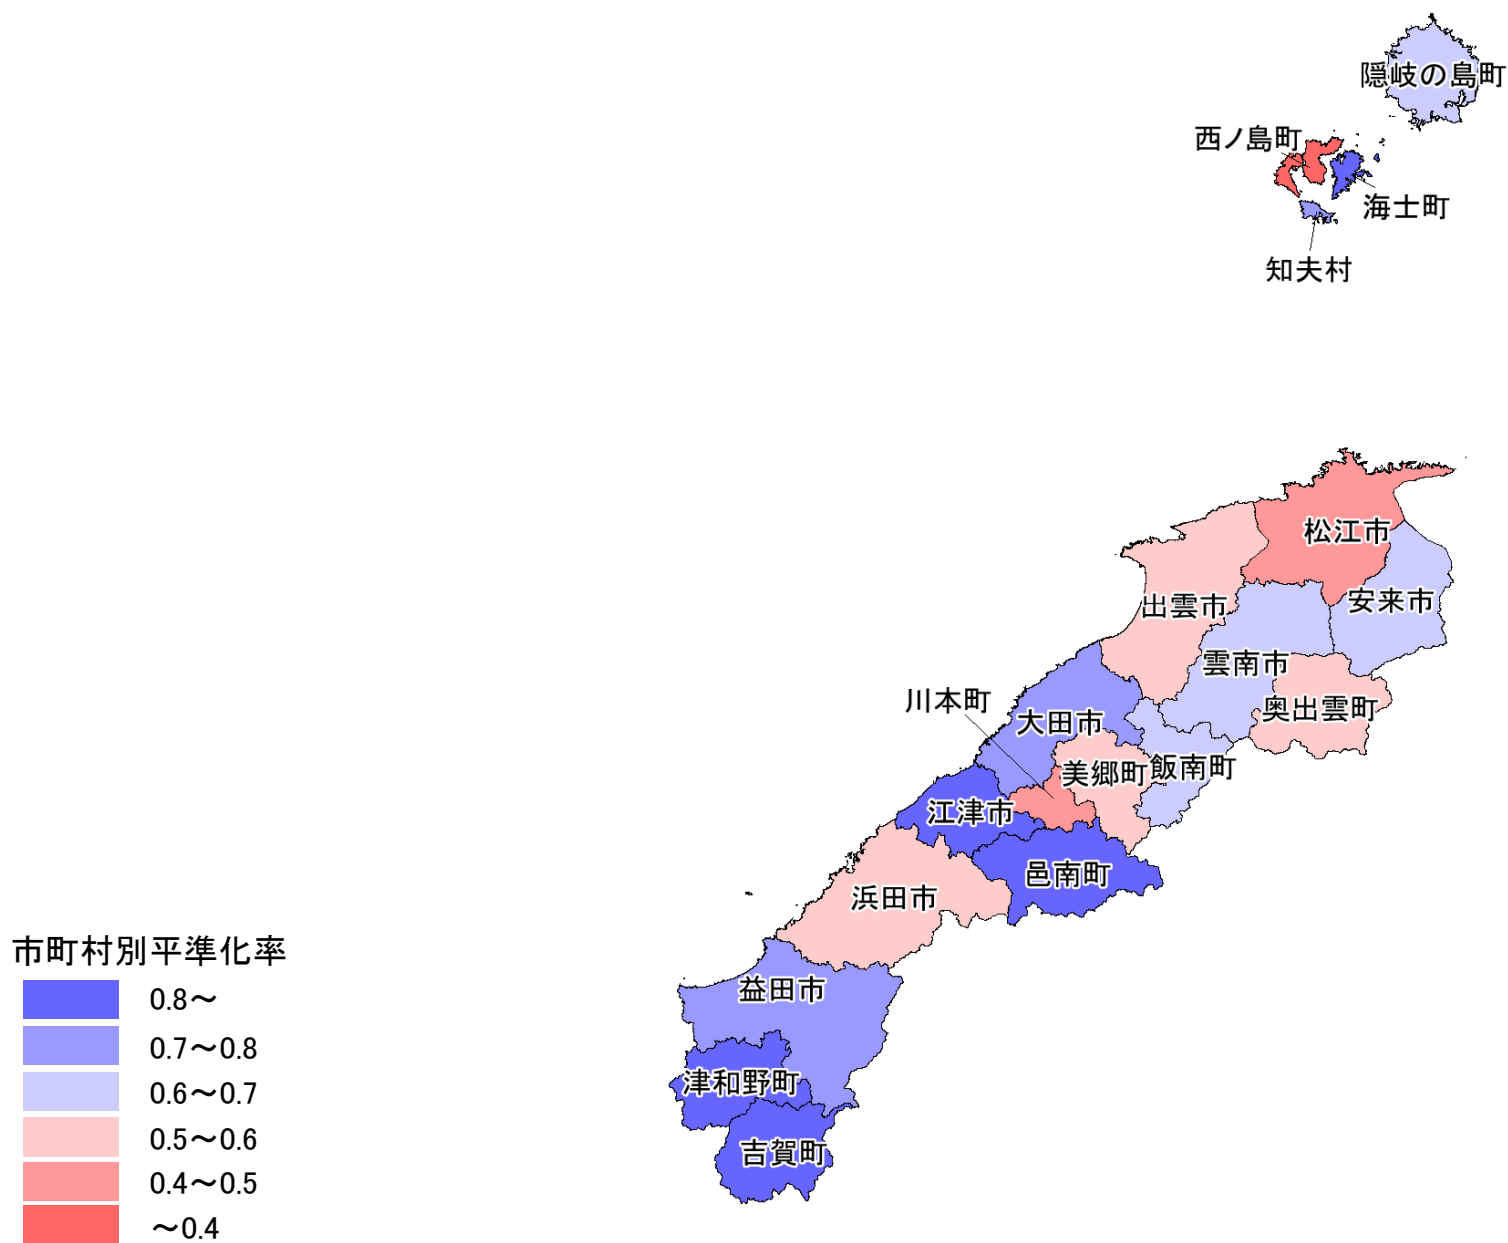 隠岐の島町
西ノ島町
海士町
知夫村
松江市
安来市
出雲市
雲南市
奥出雲町
川本町
大田市
美郷町
飯南町
江津市
邑南町
浜田市
益田市
津和野町
吉賀町
市町村別平準化率
0.8～
0.7～0.8
0.6～0.7
0.5～0.6
0.4～0.5
～0.4